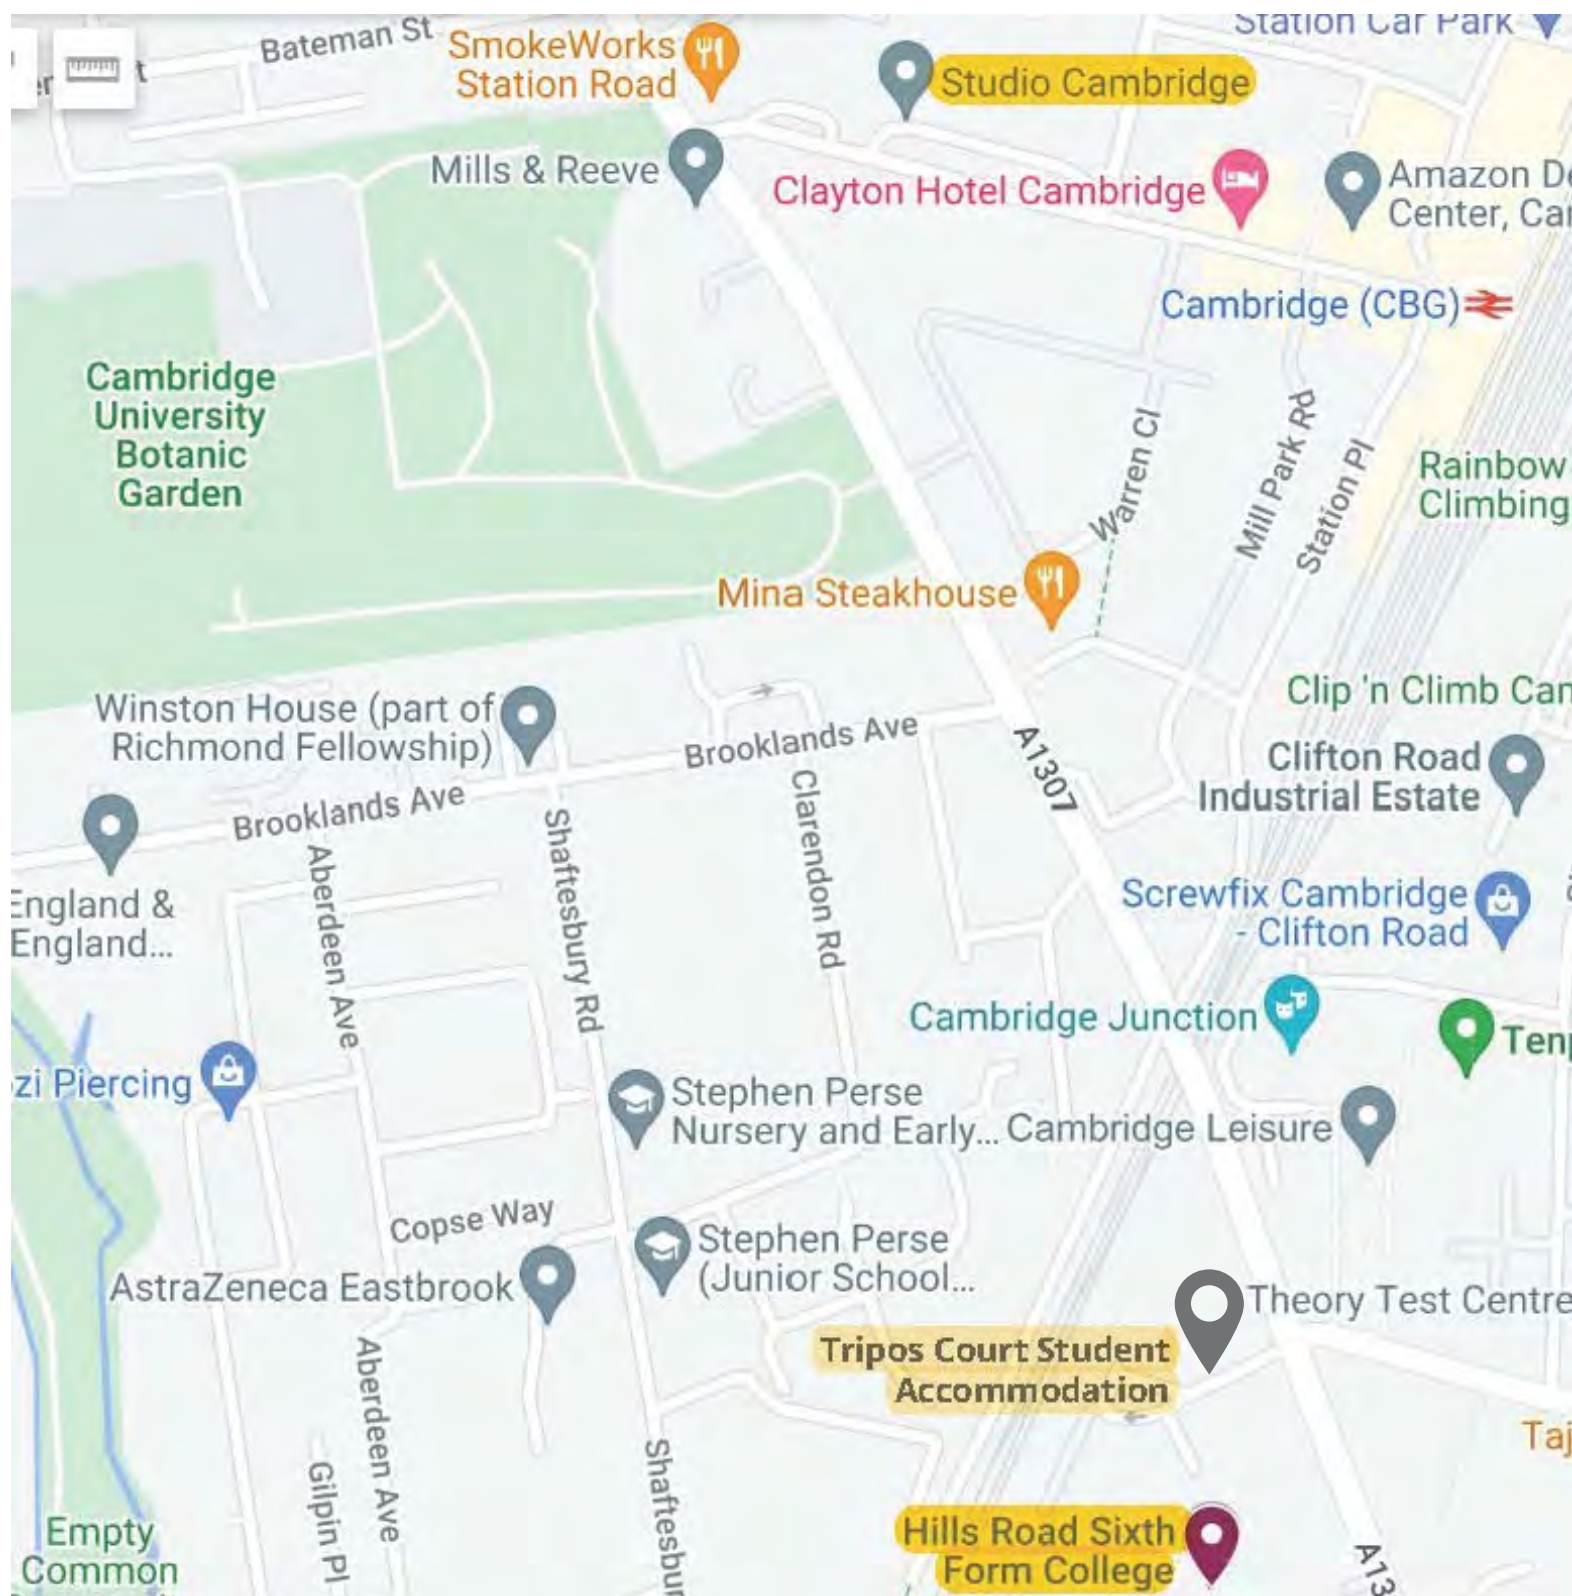 Station Car Park
Bateman St
SmokeWorks
Station Road
Studio Cambridge
Mills & Reeve
Clayton Hotel Cambridge
Amazon De
Center, Car
Cambridge (CBG)
Cambridge
University
Botanic
Garden
Warren Cl
Mill Park Rd
Station Pl
Rainbow
Climbing
Mina Steakhouse
Clip 'n Climb Cam
Winston House (part of
Richmond Fellowship)
Brooklands Ave
A1307
Clifton Road
Industrial Estate
Brooklands Ave
Clarendon Rd
Shaftesbury Rd
Aberdeen Ave
England &
England...
Screwfix Cambridge
- Clifton Road
Cambridge Junction
Tenp
zi Piercing
Stephen Perse
Nursery and Early...
Cambridge Leisure
Copse Way
Stephen Perse
(Junior School...
AstraZeneca Eastbrook
Theory Test Centre
Tripos Court Student
Accommodation
Aberdeen Ave
Taj
Shaftesbur
Gilpin Pl
Empty
Common
Hills Road Sixth
Form College
A13